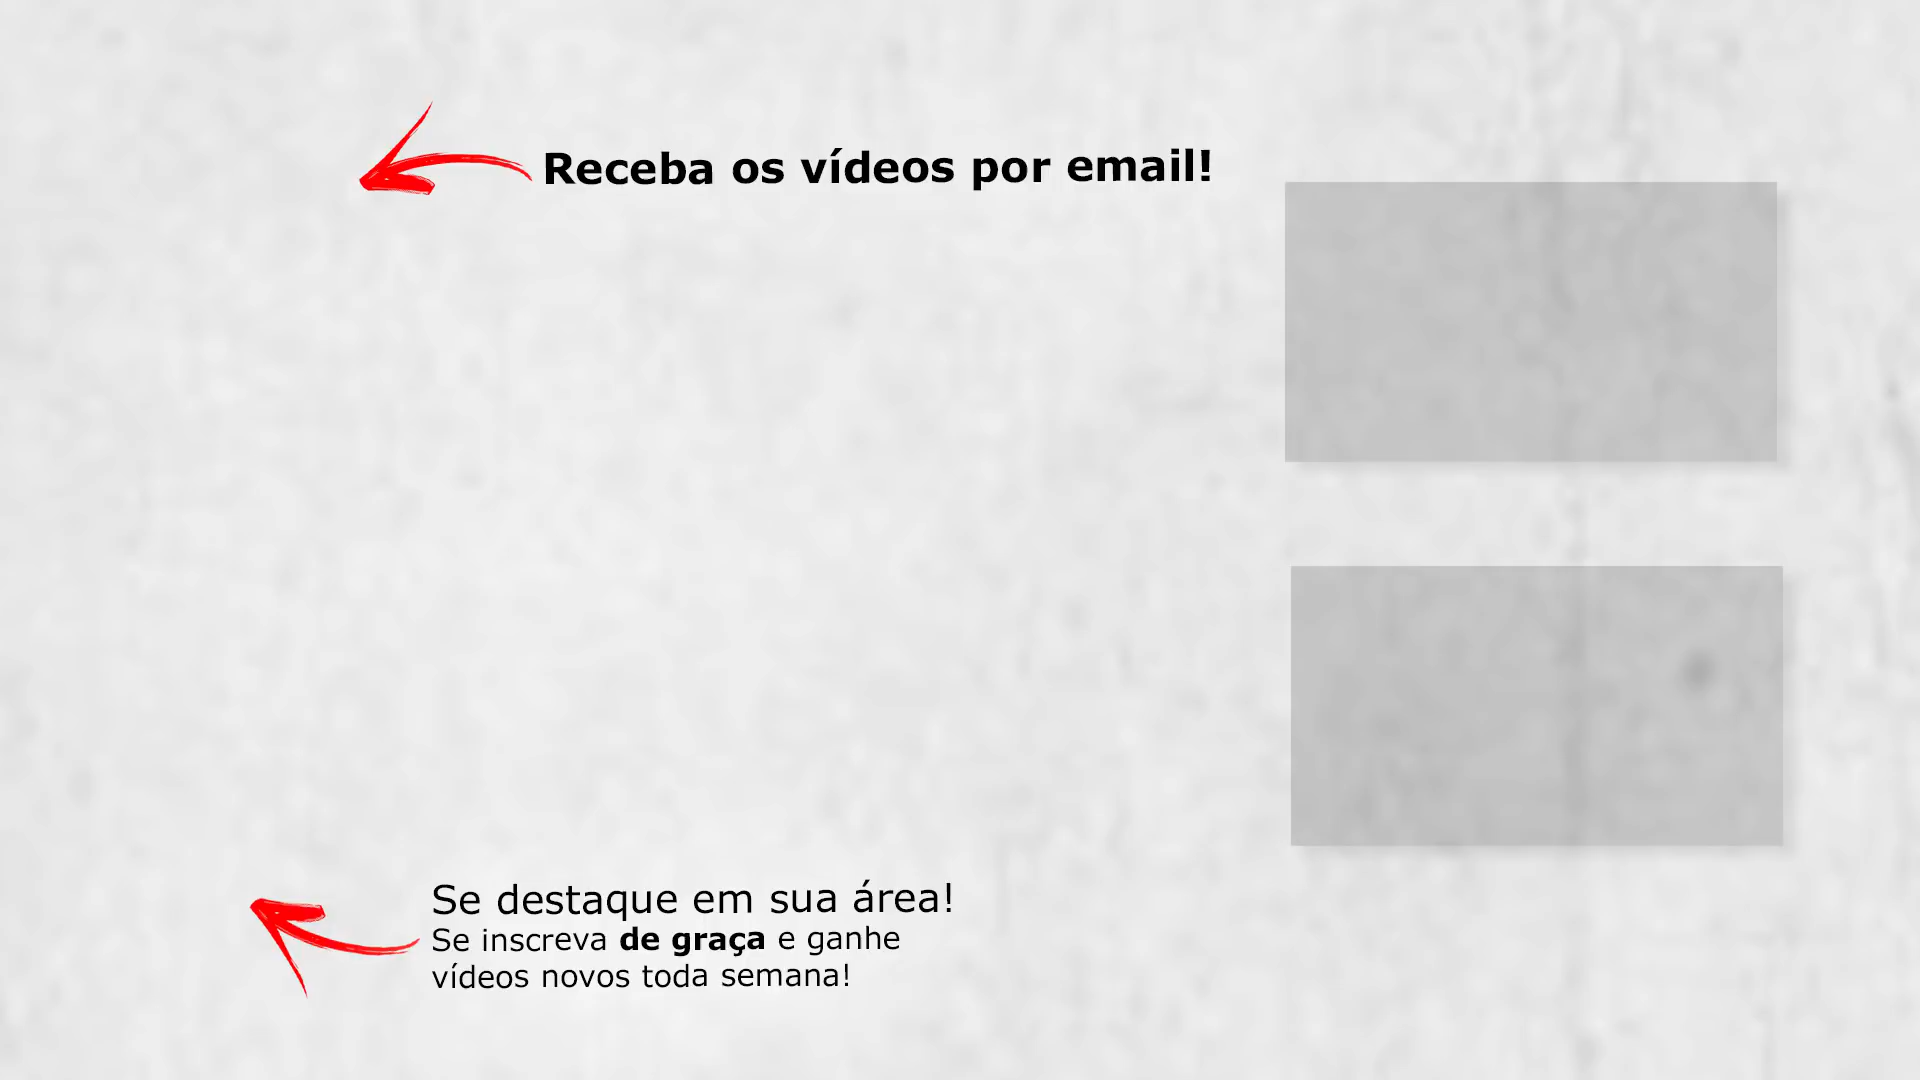 Receba os vídeos por email!
Se destaque em sua área!
Se inscreva de graça e ganhe
vídeos novos toda semana!